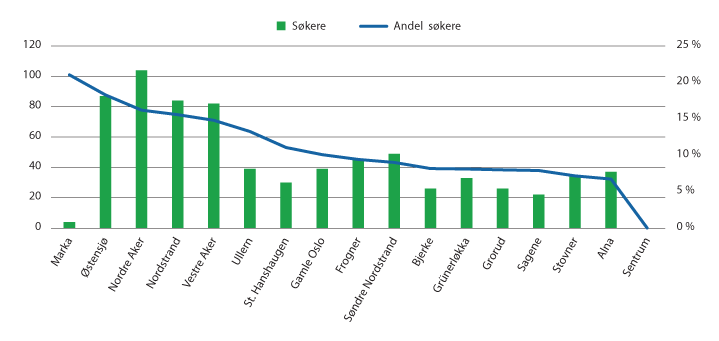 Søkere Andel søkere
120 25 %
100 20 %
80 15 %
60
40 10 %
20 5 %
0 0 %
Marka Østensjø Nordre Aker Nordstrand Vestre Aker Ullern St. Hanshaugen Gamle Oslo Frogner Søndre Nordstrand Bjerke Grünerløkka Grorud Sagene Stovner Alna Sentrum